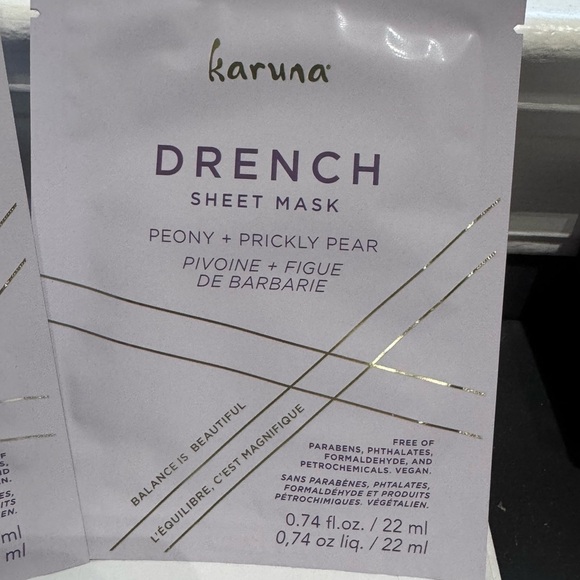 karuna
DRENCH
SHEET MASK
PEONY + PRICKLY PEAR
PIVOINE + FIGUE
DE BARBARIE
BALANCE IS BEAUTIFUL
L'ÉQUILIBRE, C'EST MAGNIFIQUE
FREE OF
PARABENS, PHTHALATES,
FORMALDEHYDE, AND
PETROCHEMICALS. VEGAN.
SANS PARABÈNES, PHTALATES,
FORMALDÉHYDE ET PRODUITS
PÉTROCHIMIQUES. VÉGÉTALIEN.
0.74 fl.oz. / 22 ml
0,74 oz liq. / 22 ml
ml
ml